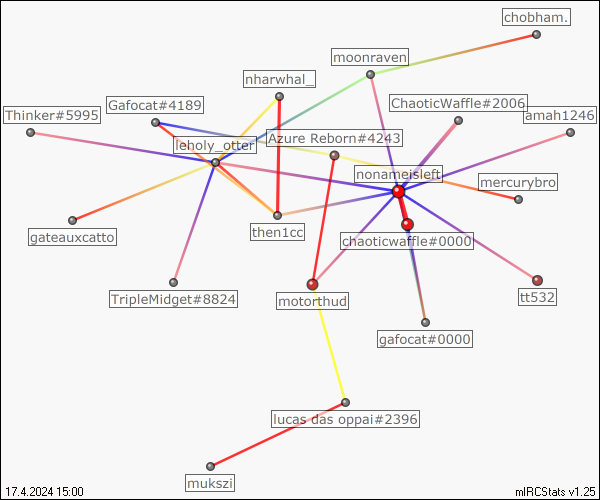 chobham.
moonraven
nharwhal_
Gafocat#4189
ChaoticWaffle#2006
Thinker#5995
amah1246
Azure Reborn#4243
leholy_otter
nonameisleft
mercurybro
then1cc
gateauxcatto
chaoticwaffle#0000
TripleMidget#8824
motorthud
tt532
gafocat#0000
lucas das oppai#2396
mukszi
17.4.2024 15:00
mIRCStats v1.25